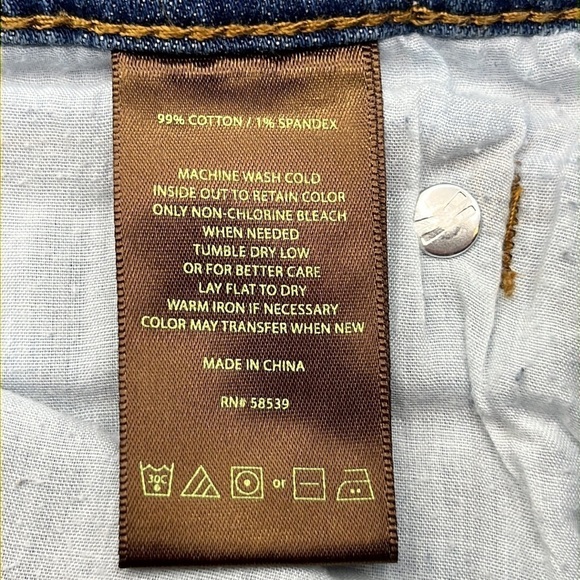 99% COTTON / 1% SPANDEX
MACHINE WASH COLD
INSIDE OUT TO RETAIN COLOR
ONLY NON-CHLORINE BLEACH
WHEN NEEDED
TUMBLE DRY LOW
OR FOR BETTER CARE
LAY FLAT TO DRY
WARM IRON IF NECESSARY
COLOR MAY TRANSFER WHEN NEW
MADE IN CHINA
RN# 58539
30C or